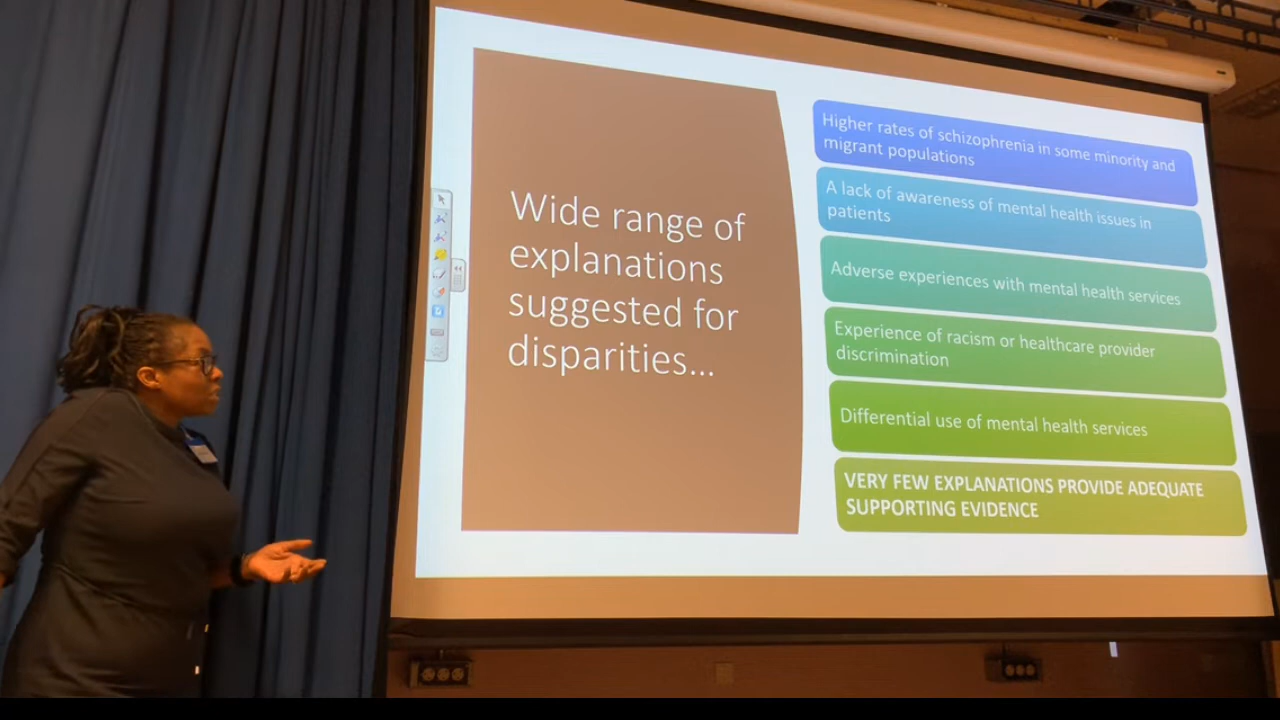 Wide range of
explanations
suggested for
disparities...
Higher rates of schizophrenia in some minority and
migrant populations
A lack of awareness of mental health issues in
patients
Adverse experiences with mental health services
Experience of racism or healthcare provider
discrimination
Differential use of mental health services
VERY FEW EXPLANATIONS PROVIDE ADEQUATE
SUPPORTING EVIDENCE